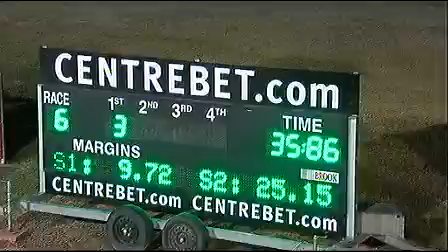 CENTREBET.com
RACE 1ST 2ND 3RD 4TH TIME
6 3 35:86
MARGINS BROOK
S1: 9.72 S2: 25.15
CENTREBET.com CENTREBET.com